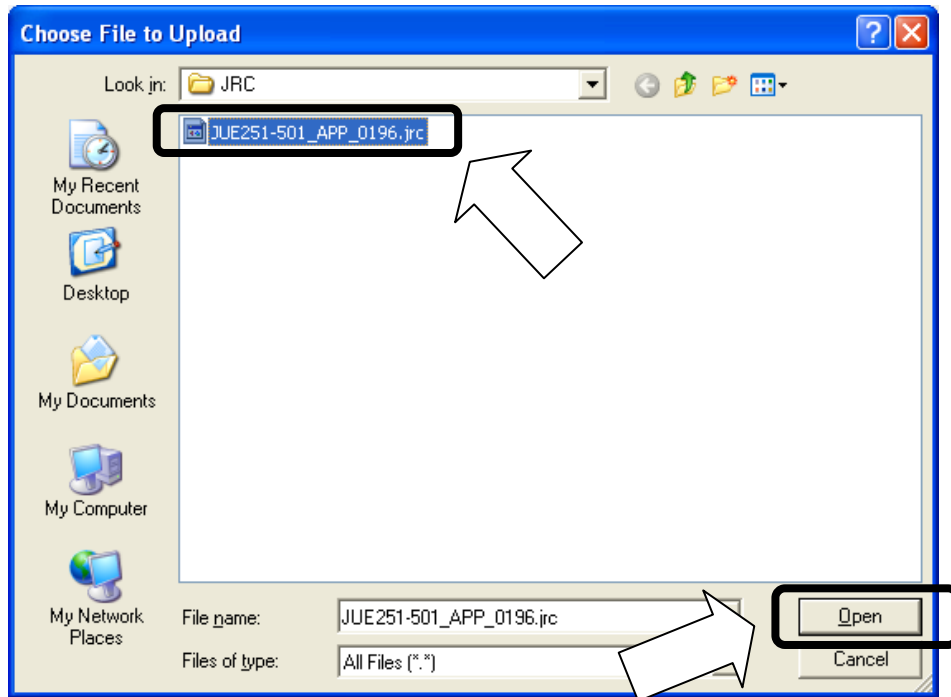 Choose File to Upload
Look in: JRC
JUE251-501_APP_0196.jrc
My Recent
Documents
Desktop
My Documents
My Computer
My Network
Places
File name: JUE251-501_APP_0196.jrc Open
Files of type: All Files (*.*) Cancel